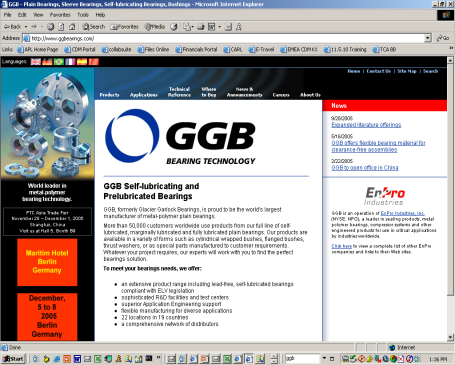 GGB - Plain Bearings, Sleeve Bearings, Self-lubricating Bearings, Bushings - Microsoft Internet Explorer
File Edit View Favorites Tools Help
Back Search Favorites Media
Address http://www.ggbearings.com/ Go
Links APL Home Page CDM Portal collabsuite Files Online Financials Portal CARL E-Travel EMEA CDM K3 11.5.10 Training TCA 8B
Languages:
Home | Contact Us | Site Map | Search
Products Applications Technical Reference Where to Buy News & Announcements Careers About Us
GGB
BEARING TECHNOLOGY
World leader in
metal-polymer
bearing technology.
PTC Asia Trade Fair
November 28 – December 1, 2005
Shanghai, China
Visit us at Hall 5, Booth B6
Maritim Hotel
Berlin
Germany
December,
5 to 8
2005
Berlin
Germany
GGB Self-lubricating and
Prelubricated Bearings
GGB, formerly Glacier Garlock Bearings, is proud to be the world's largest
manufacturer of metal-polymer plain bearings.
More than 50,000 customers worldwide use products from our full line of self-
lubricated, marginally lubricated and fully lubricated plain bearings. Our products are
available in a variety of forms such as cylindrical wrapped bushes, flanged bushes,
thrust washers, or as special parts manufactured to customer requirements.
Whatever your project requires, our experts will work with you to find the perfect
bearings solution.
To meet your bearings needs, we offer:
an extensive product range including lead-free, self-lubricated bearings
compliant with ELV legislation
sophisticated R&D facilities and test centers
superior Application Engineering support
flexible manufacturing for diverse applications
22 locations in 19 countries
a comprehensive network of distributors
News
9/28/2005
Expanded literature offerings
5/16/2005
GGB offers flexible bearing material for
clearance-free assemblies
2/22/2005
GGB to open office in China
EnPro
Industries
GGB is an operation of EnPro Industries, Inc.
(NYSE: NPO), a leader in sealing products, metal
polymer bearings, compressor systems and other
engineered products for use in critical applications
by industries worldwide.
Click here to view a complete list of other EnPro
companies and links to their Web sites.
Done Internet
Start ggb 1:36 PM